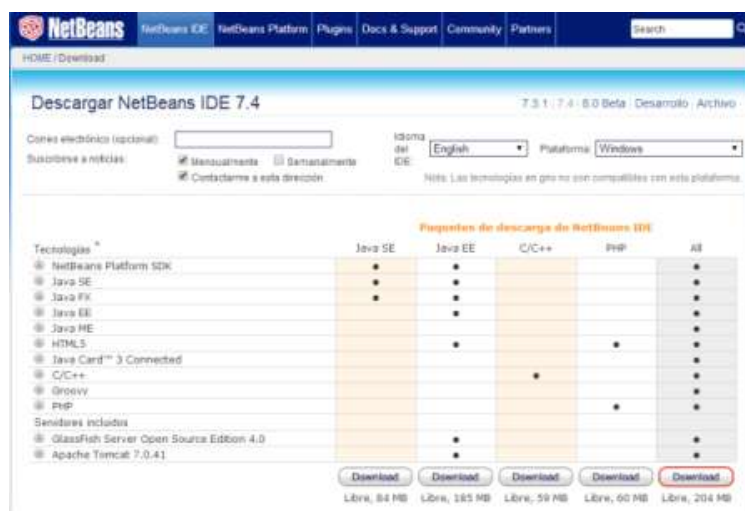 NetBeans
NetBeans IDE NetBeans Platform Plugins Docs & Support Community Partners Search
HOME / Download
Descargar NetBeans IDE 7.4
7.3.1 7.4 8.0 Beta Desarrollo Archivo
Correo electrónico (opcional):
Idioma del IDE: English Plataforma: Windows
Suscribirse a noticias: Mensualmente Semanalmente
Contactarme a esta dirección
Nota: Las tecnologías en gris no son compatibles con esta plataforma.
Paquetes de descarga de NetBeans IDE
Tecnologías * Java SE Java EE C/C++ PHP All
NetBeans Platform SDK • • •
Java SE • • •
Java FX • • •
Java EE • •
Java ME •
HTML5 • • •
Java Card™ 3 Connected •
C/C++ • •
Groovy •
PHP • •
Servidores incluidos
GlassFish Server Open Source Edition 4.0 • •
Apache Tomcat 7.0.41 • •
Download Download Download Download Download
Libre, 84 MB Libre, 185 MB Libre, 59 MB Libre, 60 MB Libre, 204 MB